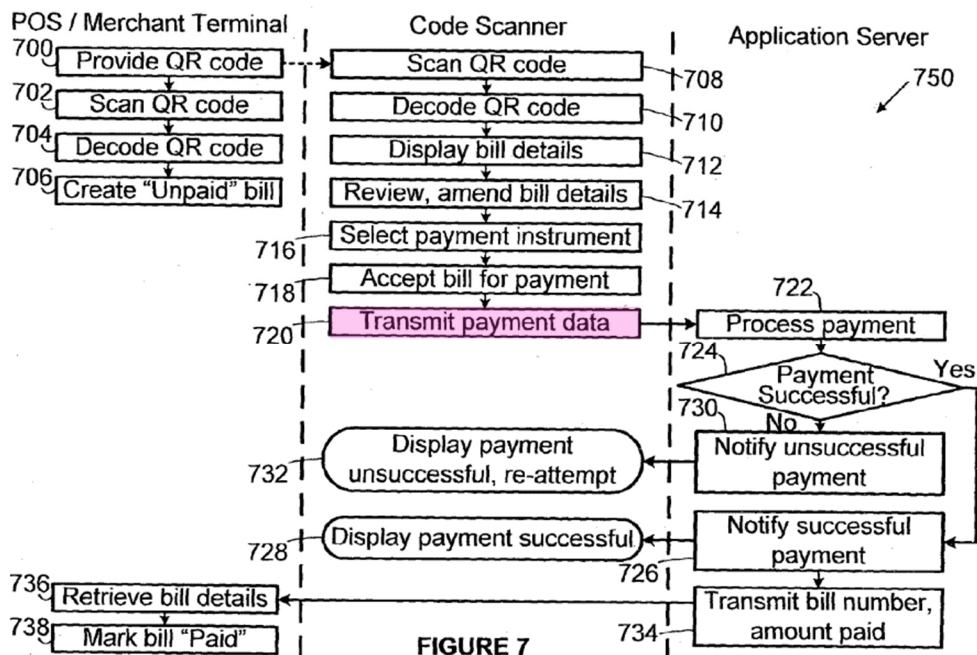 POS / Merchant Terminal
Code Scanner
Application Server
700
Provide QR code
Scan QR code
708
750
702
Scan QR code
Decode QR code
710
704
Decode QR code
Display bill details
712
706
Create “Unpaid” bill
Review, amend bill details
714
716
Select payment instrument
718
Accept bill for payment
720
Transmit payment data
722
Process payment
724
Payment
Successful?
Yes
No
730
Notify unsuccessful
payment
Display payment
unsuccessful, re-attempt
732
Notify successful
payment
726
Display payment successful
728
736
Retrieve bill details
Transmit bill number,
amount paid
734
738
Mark bill “Paid”
FIGURE 7